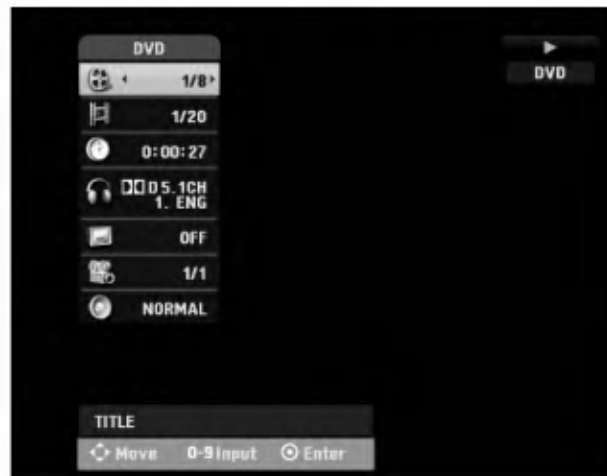 DVD
1/8
1/20
0:00:27
D 5.1CH
1. ENG
OFF
1/1
NORMAL
DVD
TITLE
Move 0-9 Input Enter